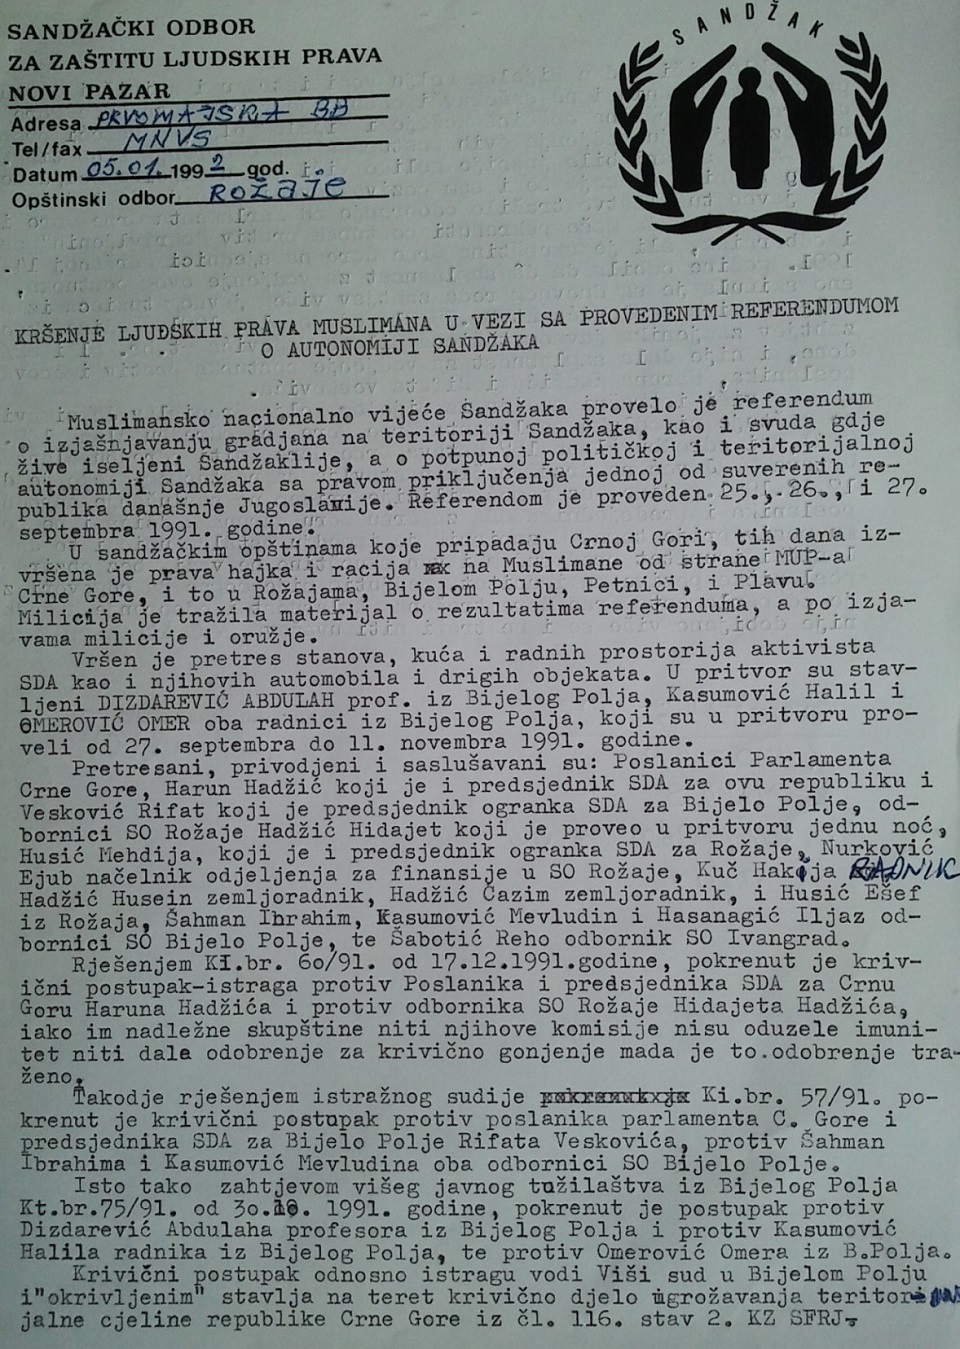 SANDŽAČKI ODBOR
ZA ZAŠTITU LJUDSKIH PRAVA
NOVI PAZAR
Adresa PRVOMAJSKA BB
Tel/fax MNVS
Datum 05.01.1992 god.
Opštinski odbor Rožaje
SANDŽAK
KRŠENJE LJUDSKIH PRAVA MUSLIMANA U VEZI SA PROVEDENIM REFERENDUMOM
O AUTONOMIJI SANDŽAKA
Muslimansko nacionalno vijeće Sandžaka provelo je referendum
o izjašnjavanju gradjana na teritoriji Sandžaka, kao i svuda gdje
žive iseljeni Sandžaklije, a o potpunoj političkoj i teritorijalnoj
autonomiji Sandžaka sa pravom priključenja jednoj od suverenih re-
publika današnje Jugoslavije. Referendom je proveden 25., 26., i 27.
septembra 1991. godine.
U sandžačkim opštinama koje pripadaju Crnoj Gori, tih dana iz-
vršena je prava hajka i racija na Muslimane od strane MUP-a
Crne Gore, i to u Rožajama, Bijelom Polju, Petnici, i Plavu.
Milicija je tražila materijal o rezultatima referenduma, a po izja-
vama milicije i oružje.
Vršen je pretres stanova, kuća i radnih prostorija aktivista
SDA kao i njihovih automobila i drigih objekata. U pritvor su stav-
ljeni DIZDAREVIĆ ABDULAH prof. iz Bijelog Polja, Kasumović Halil i
OMEROVIĆ OMER oba radnici iz Bijelog Polja, koji su u pritvoru pro-
veli od 27. septembra do 11. novembra 1991. godine.
Pretresani, privodjeni i saslušavani su: Poslanici Parlamenta
Crne Gore, Harun Hadžić koji je i predsjednik SDA za ovu republiku i
Vesković Rifat koji je predsjednik ogranka SDA za Bijelo Polje, od-
bornici SO Rožaje Hadžić Hidajet koji je proveo u pritvoru jednu noć,
Husić Mehdija, koji je i predsjednik ogranka SDA za Rožaje, Nurković
Ejub načelnik odjeljenja za finansije u SO Rožaje, Kuč Hakija RADNIK
Hadžić Husein zemljoradnik, Hadžić Ćazim zemljoradnik, i Husić Ešef
iz Rožaja, Šahman Ibrahim, Kasumović Mevludin i Hasanagić Iljaz od-
bornici SO Bijelo Polje, te Šabotić Reho odbornik SO Ivangrad.
Rješenjem KI.br. 60/91. od 17.12.1991.godine, pokrenut je kriv-
ični postupak-istraga protiv Poslanika i predsjednika SDA za Crnu
Goru Haruna Hadžića i protiv odbornika SO Rožaje Hidajeta Hadžića,
iako im nadležne skupštine niti njihove komisije nisu oduzele imuni-
tet niti dale odobrenje za krivično gonjenje mada je to odobrenje tra-
ženo.
Takodje rješenjem istražnog sudije Ki.br. 57/91. po-
krenut je krivični postupak protiv poslanika parlamenta C. Gore i
predsjednika SDA za Bijelo Polje Rifata Veskovića, protiv Šahman
Ibrahima i Kasumović Mevludina oba odbornici SO Bijelo Polje.
Isto tako zahtjevom višeg javnog tužilaštva iz Bijelog Polja
Kt.br.75/91. od 30.10. 1991. godine, pokrenut je postupak protiv
Dizdarević Abdulaha profesora iz Bijelog Polja i protiv Kasumović
Halila radnika iz Bijelog Polja, te protiv Omerović Omera iz B.Polja.
Krivični postupak odnosno istragu vodi Viši sud u Bijelom Polju
i"okrivljenim" stavlja na teret krivično djelo ugrožavanja teritori-
jalne cjeline republike Crne Gore iz čl. 116. stav 2. KZ SFRJ.